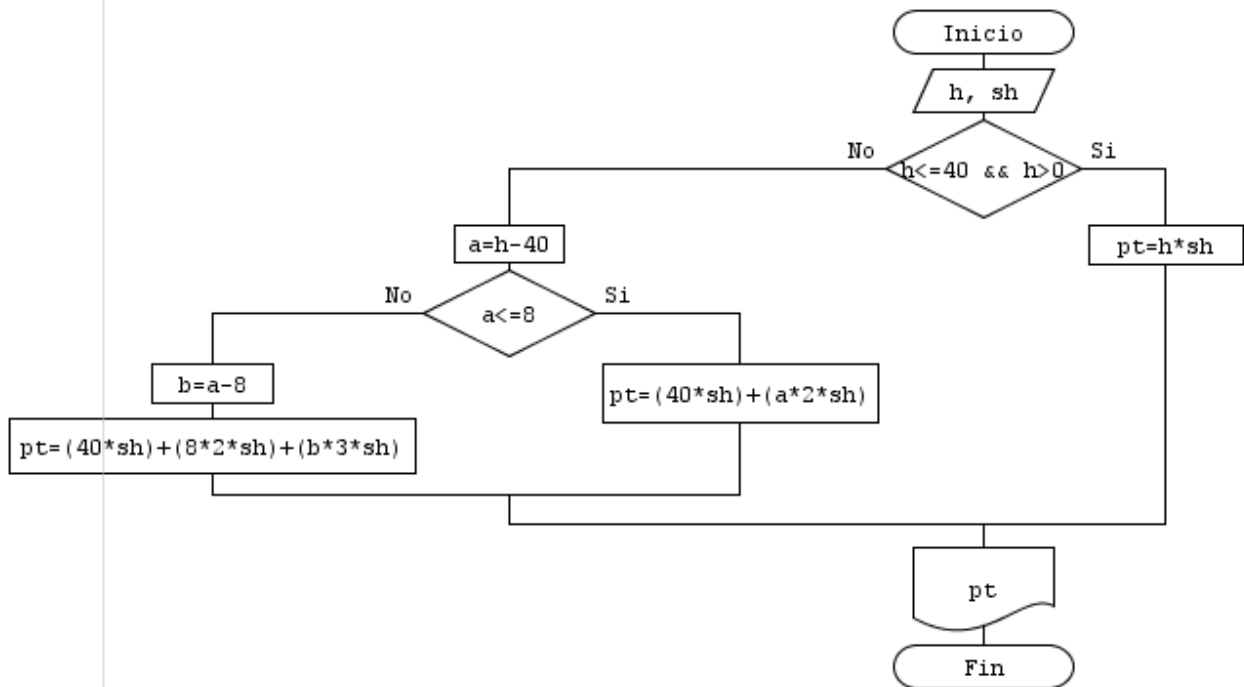 Inicio
h, sh
No
h<=40 && h>0
Si
a=h-40
pt=h*sh
No
a<=8
Si
b=a-8
pt=(40*sh)+(a*2*sh)
pt=(40*sh)+(8*2*sh)+(b*3*sh)
pt
Fin